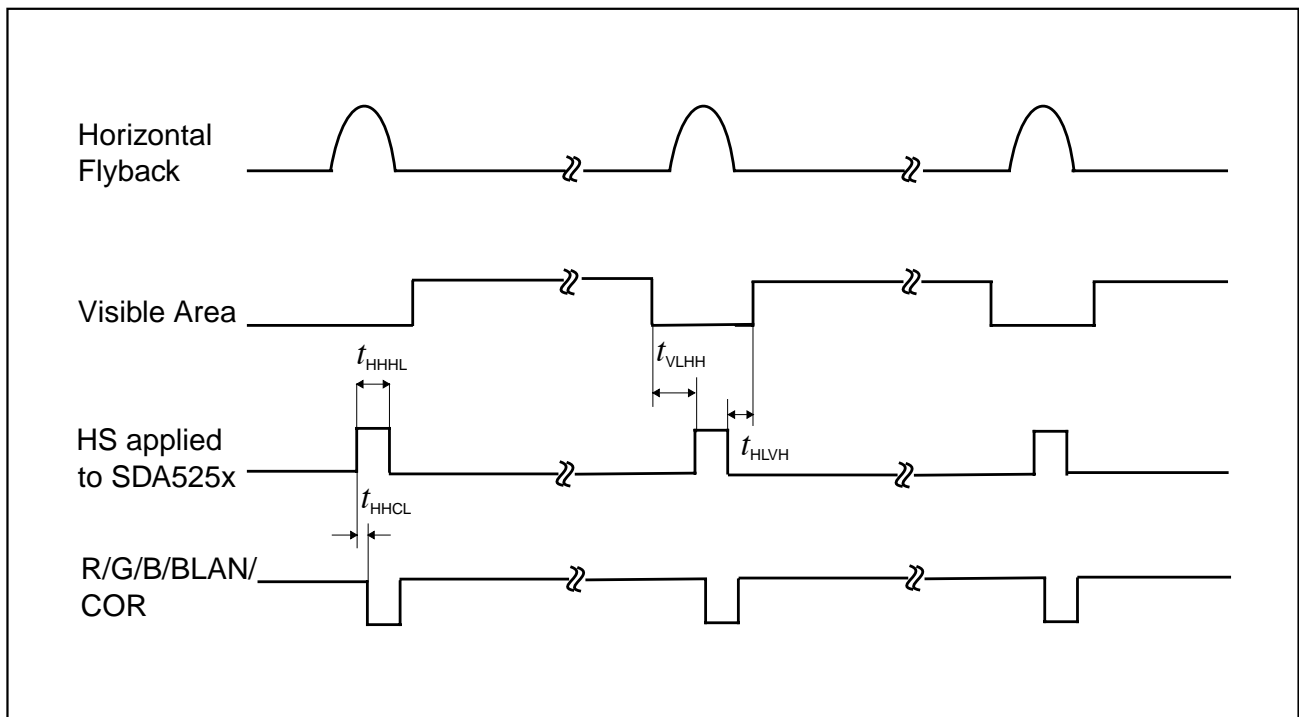 Horizontal
Flyback
Visible Area
tHHHL
tVLHH
HS applied
to SDA525x
tHLVH
tHHCL
R/G/B/BLAN/
COR